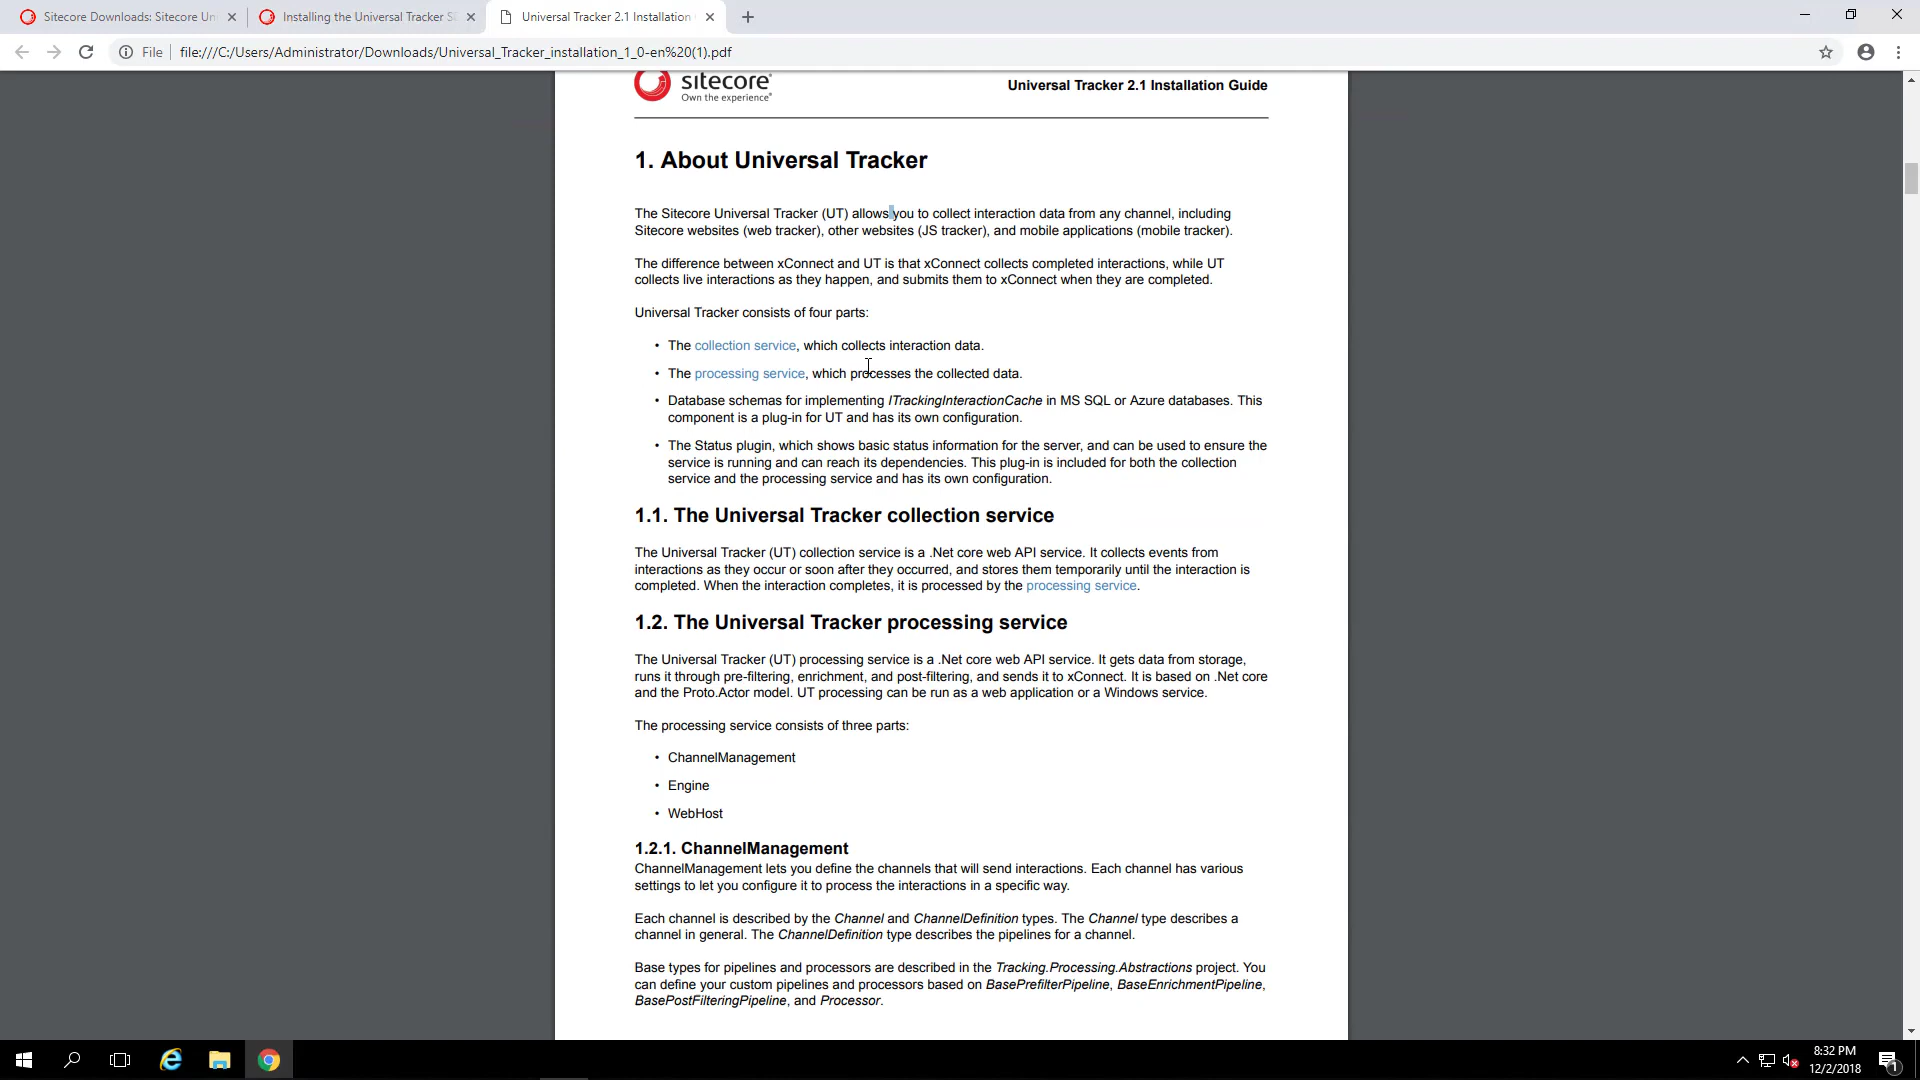 Sitecore Downloads: Sitecore Un
Installing the Universal Tracker S
Universal Tracker 2.1 Installation
File
file:///C:/Users/Administrator/Downloads/Universal_Tracker_installation_1_0-en%20(1).pdf
sitecore
Own the experience®
Universal Tracker 2.1 Installation Guide
1. About Universal Tracker
The Sitecore Universal Tracker (UT) allows you to collect interaction data from any channel, including
Sitecore websites (web tracker), other websites (JS tracker), and mobile applications (mobile tracker).
The difference between xConnect and UT is that xConnect collects completed interactions, while UT
collects live interactions as they happen, and submits them to xConnect when they are completed.
Universal Tracker consists of four parts:
• The collection service, which collects interaction data.
• The processing service, which processes the collected data.
• Database schemas for implementing ITrackingInteractionCache in MS SQL or Azure databases. This
component is a plug-in for UT and has its own configuration.
• The Status plugin, which shows basic status information for the server, and can be used to ensure the
service is running and can reach its dependencies. This plug-in is included for both the collection
service and the processing service and has its own configuration.
1.1. The Universal Tracker collection service
The Universal Tracker (UT) collection service is a .Net core web API service. It collects events from
interactions as they occur or soon after they occurred, and stores them temporarily until the interaction is
completed. When the interaction completes, it is processed by the processing service.
1.2. The Universal Tracker processing service
The Universal Tracker (UT) processing service is a .Net core web API service. It gets data from storage,
runs it through pre-filtering, enrichment, and post-filtering, and sends it to xConnect. It is based on .Net core
and the Proto.Actor model. UT processing can be run as a web application or a Windows service.
The processing service consists of three parts:
• ChannelManagement
• Engine
• WebHost
1.2.1. ChannelManagement
ChannelManagement lets you define the channels that will send interactions. Each channel has various
settings to let you configure it to process the interactions in a specific way.
Each channel is described by the Channel and ChannelDefinition types. The Channel type describes a
channel in general. The ChannelDefinition type describes the pipelines for a channel.
Base types for pipelines and processors are described in the Tracking.Processing.Abstractions project. You
can define your custom pipelines and processors based on BasePrefilterPipeline, BaseEnrichmentPipeline,
BasePostFilteringPipeline, and Processor.
8:32 PM
12/2/2018
1